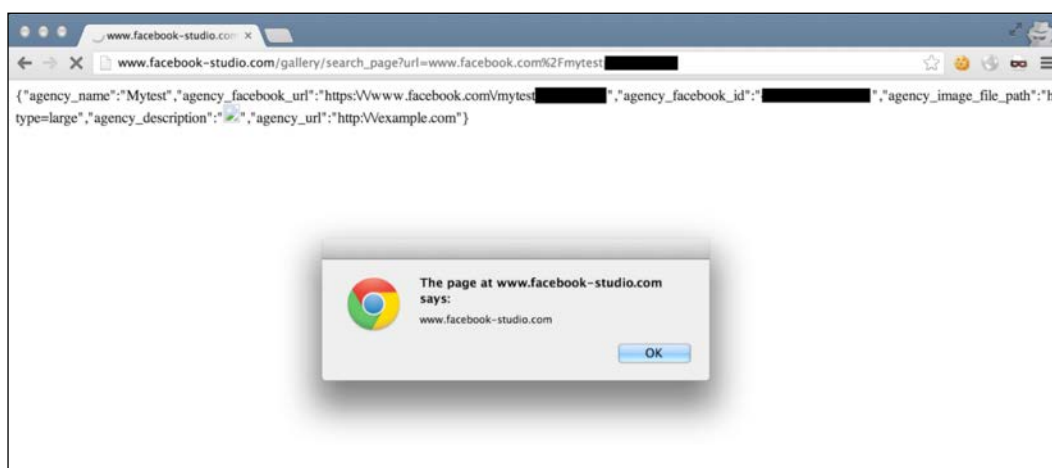 www.facebook-studio.com
www.facebook-studio.com/gallery/search_page?url=www.facebook.com%2Fmytest
{"agency_name":"Mytest","agency_facebook_url":"https:\/\/www.facebook.com\/mytest","agency_facebook_id":"","agency_image_file_path":"h
type=large","agency_description":"","agency_url":"http:\/\/example.com"}
The page at www.facebook-studio.com
says:
www.facebook-studio.com
OK